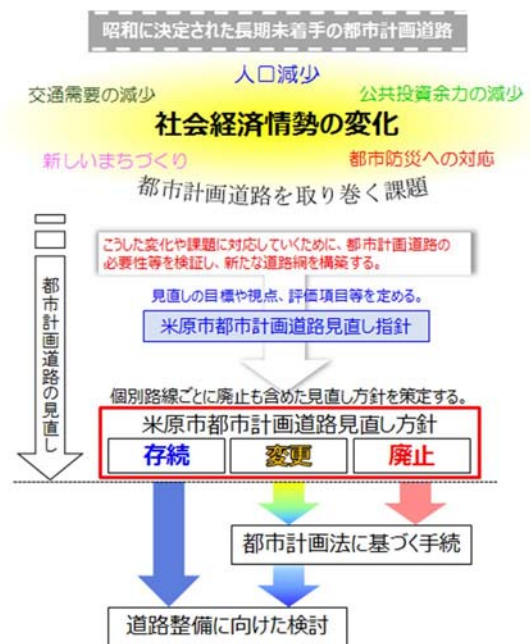 昭和に決定された長期未着手の都市計画道路
人口減少
交通需要の減少
公共投資余力の減少
社会経済情勢の変化
新しいまちづくり
都市防災への対応
都市計画道路を取り巻く課題
こうした変化や課題に対応していくために、都市計画道路の
必要性等を検証し、新たな道路網を構築する。
見直しの目標や視点、評価項目等を定める。
米原市都市計画道路見直し指針
都市計画道路の見直し
個別路線ごとに廃止も含めた見直し方針を策定する。
米原市都市計画道路見直し方針
存続
変更
廃止
都市計画法に基づく手続
道路整備に向けた検討